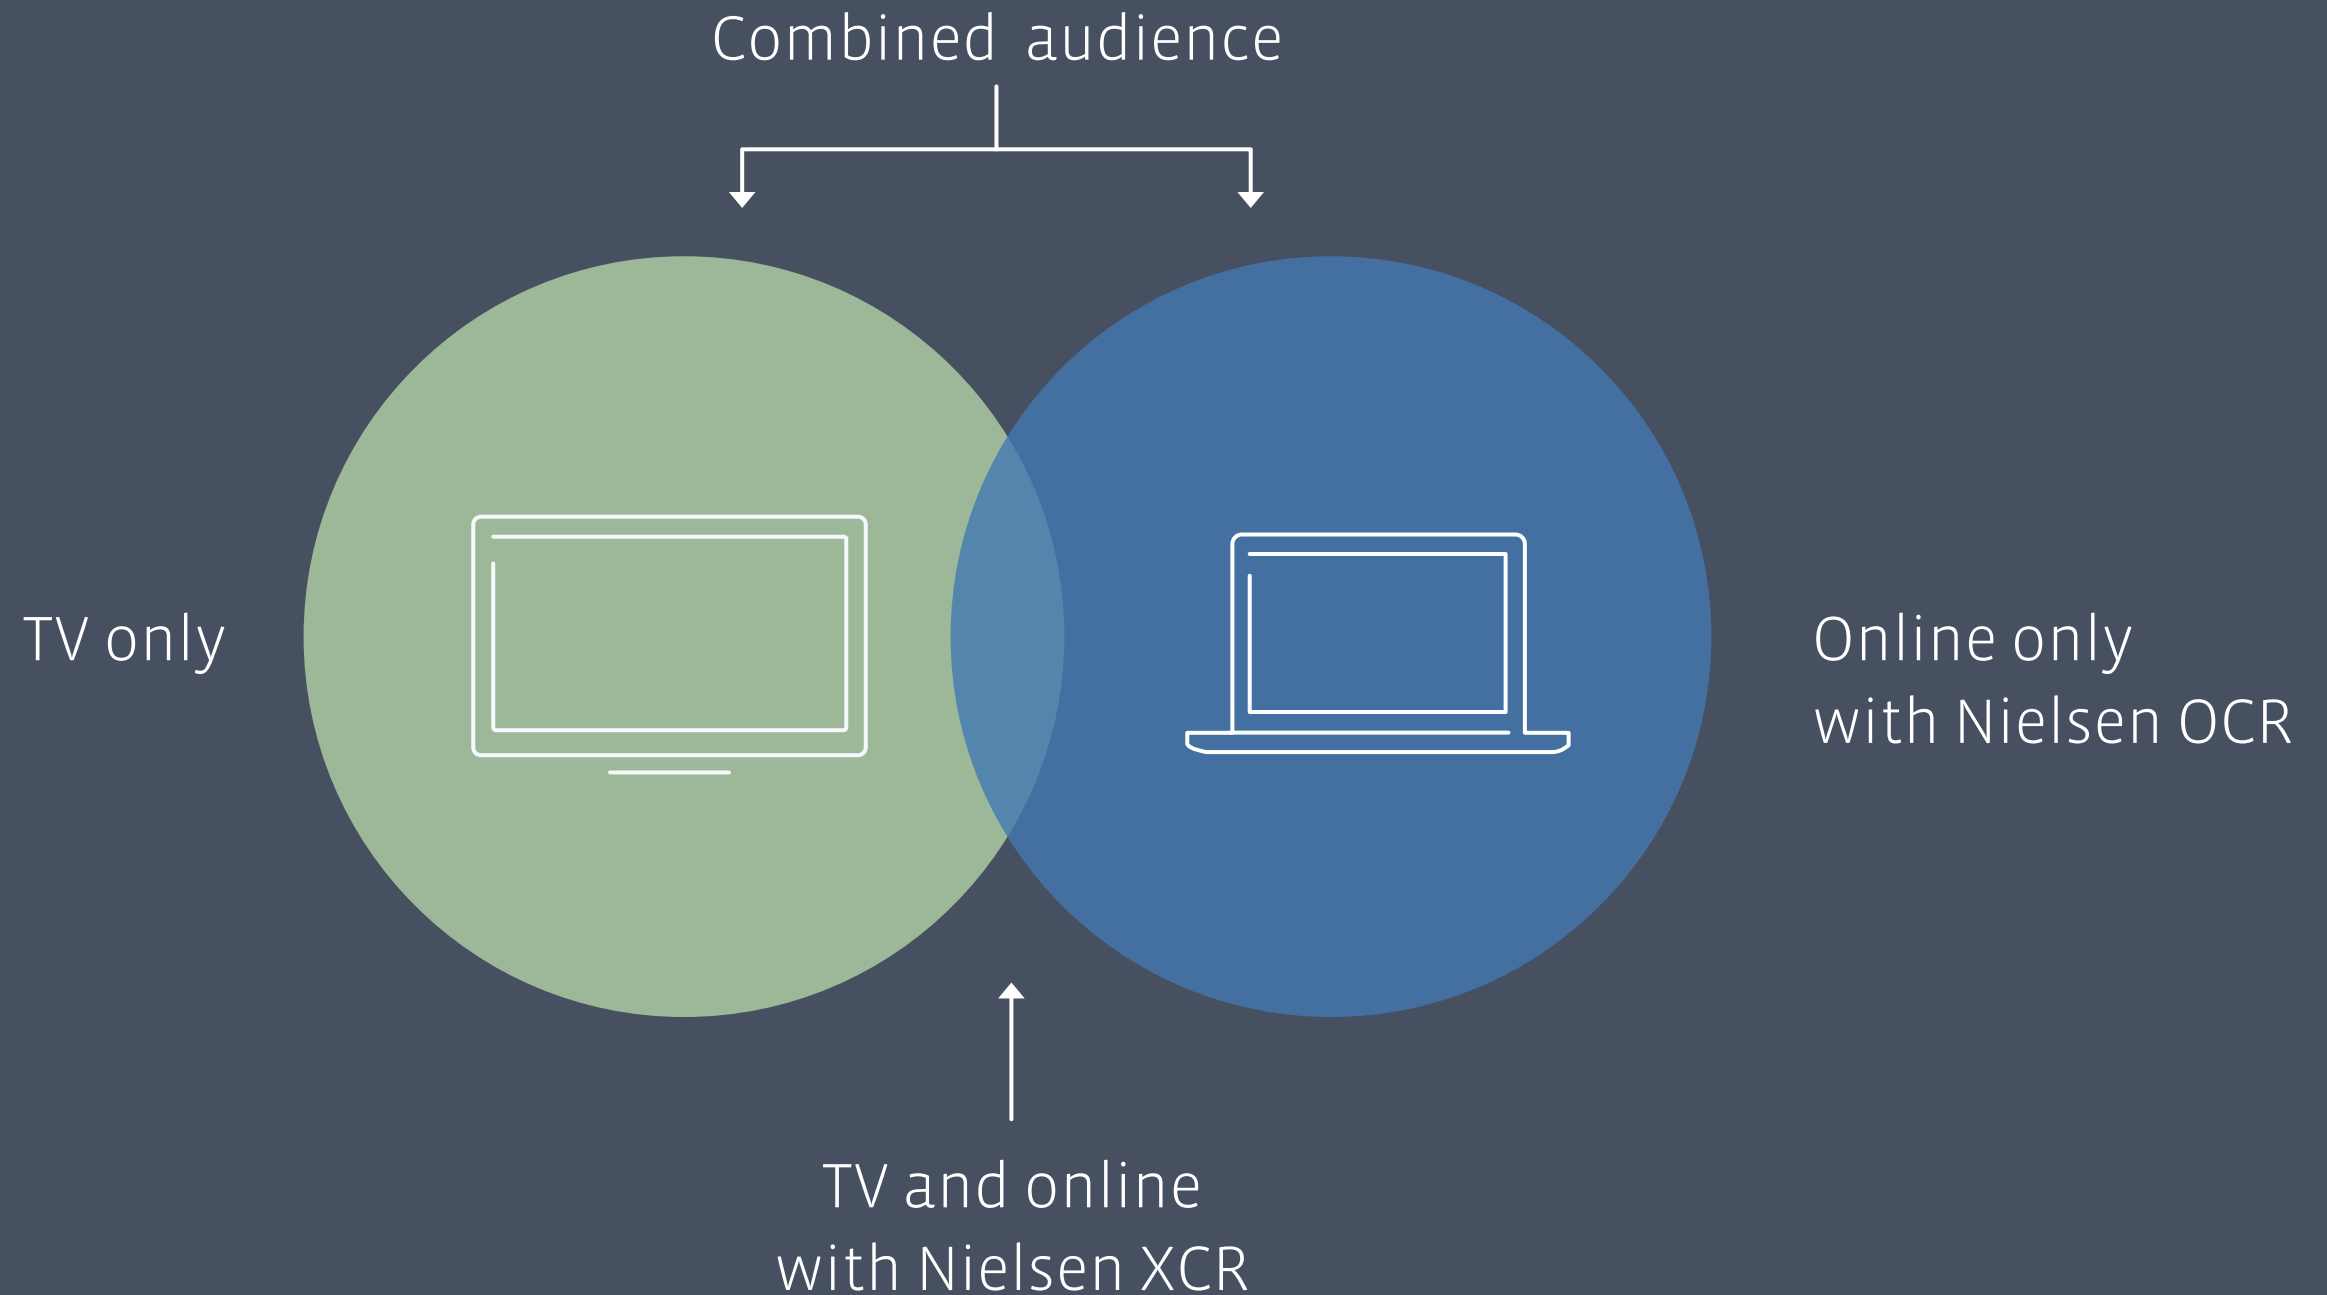 Combined audience
TV only
Online only
with Nielsen OCR
TV and online
with Nielsen XCR